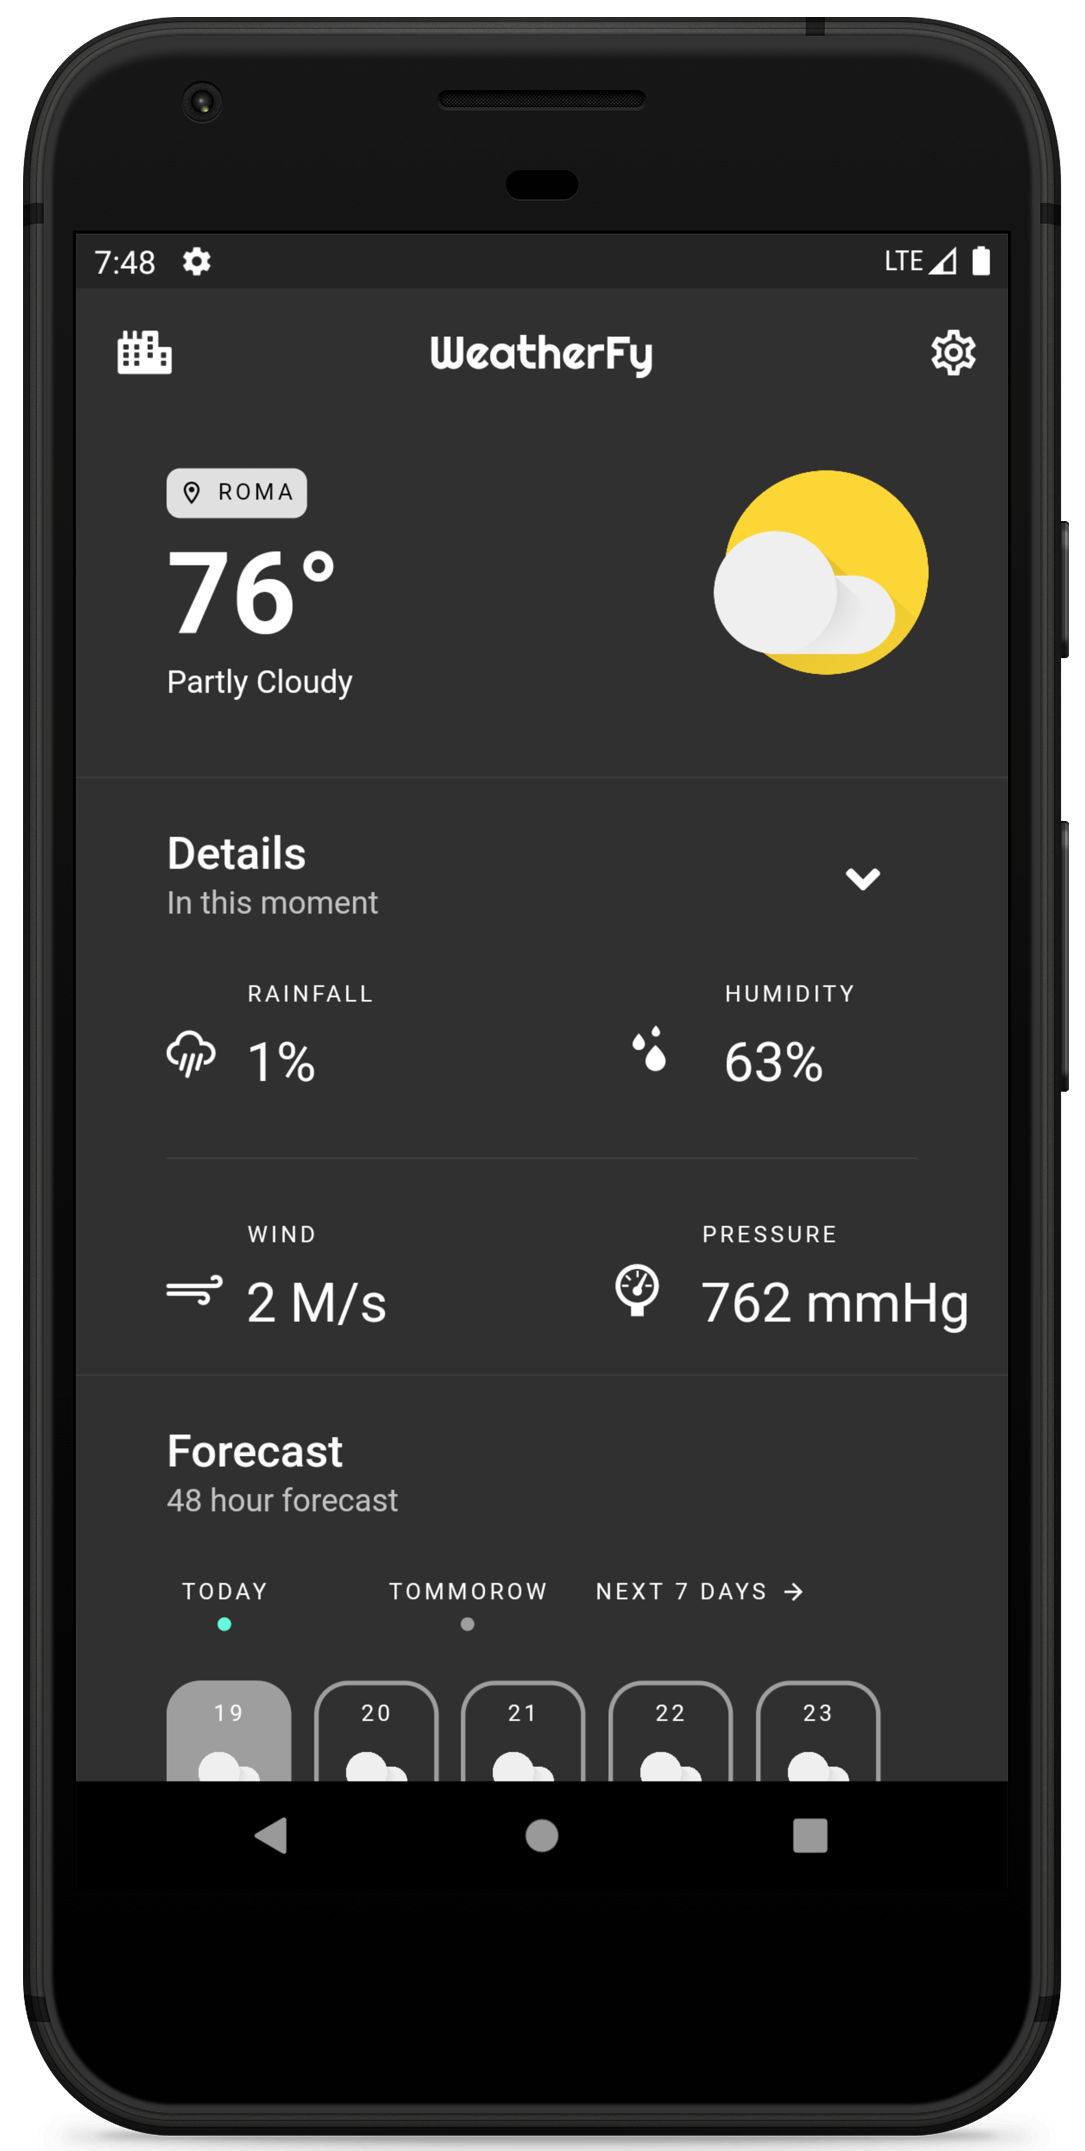 7:48 LTE
WeatherFy
ROMA
76°
Partly Cloudy
Details
In this moment
RAINFALL HUMIDITY
1% 63%
WIND PRESSURE
2 M/s 762 mmHg
Forecast
48 hour forecast
TODAY TOMMOROW NEXT 7 DAYS →
19 20 21 22 23